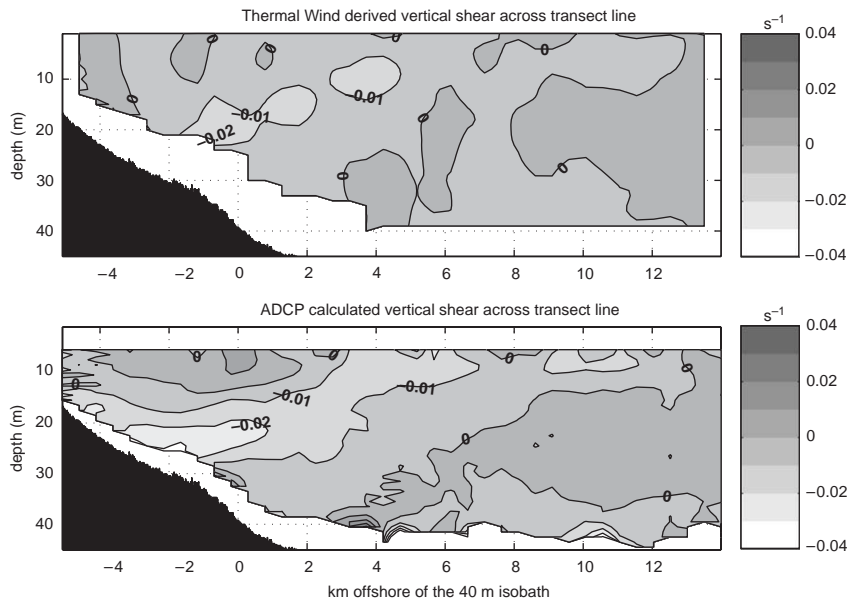 Thermal Wind derived vertical shear across transect line
s⁻¹
0 0 0 0 0
0.04
10
0.02
0 −0.01
−0.01
20
0
0
−0.02
0
30
0
−0.02
40
−0.04
depth (m)
−4 −2 0 2 4 6 8 10 12
ADCP calculated vertical shear across transect line
s⁻¹
0.04
0 0 0 0
10
0.02
0 −0.01 −0.01
20
−0.02
0
0
30
0
−0.02
40
−0.04
depth (m)
−4 −2 0 2 4 6 8 10 12
km offshore of the 40 m isobath